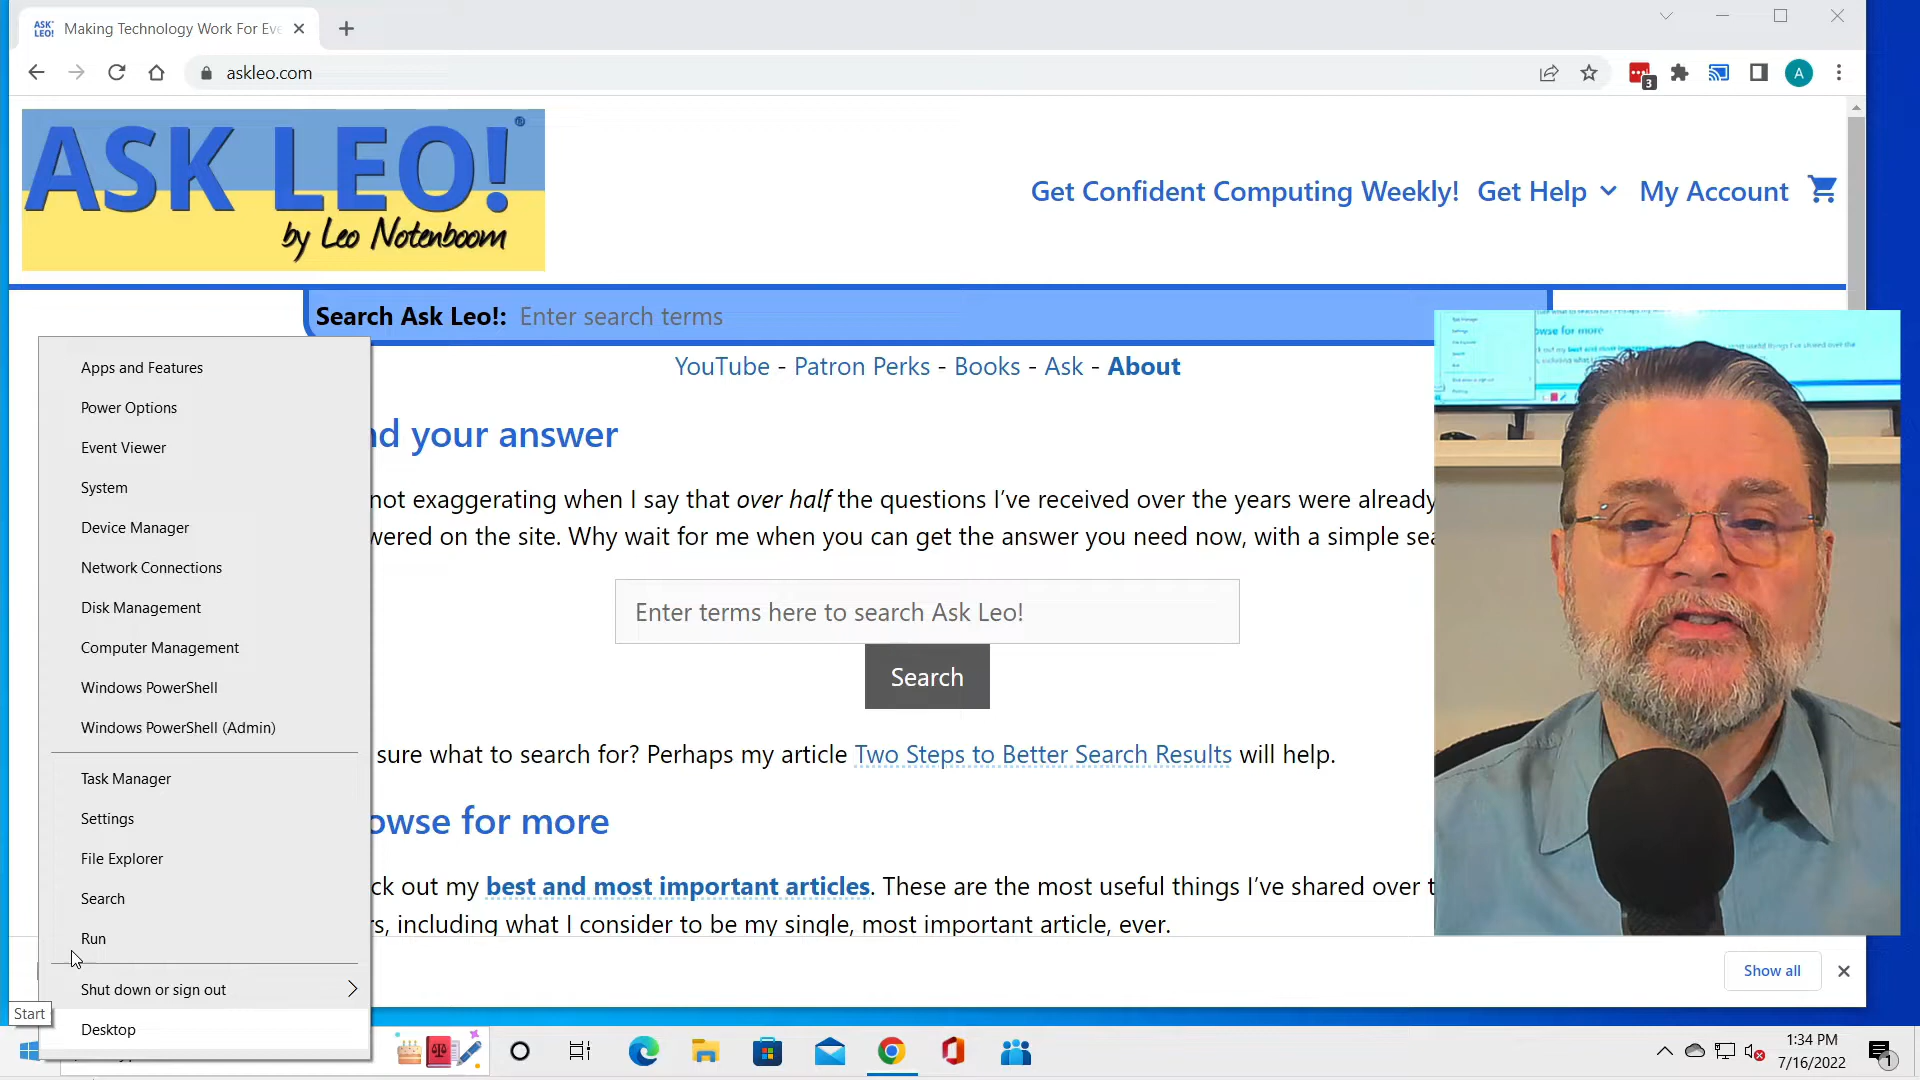 ASK LEO!
Making Technology Work For Eve
askleo.com
3
A
ASK LEO!
by Leo Notenboom
Get Confident Computing Weekly!
Get Help
My Account
Search Ask Leo!: Enter search terms
YouTube - Patron Perks - Books - Ask - About
nd your answer
not exaggerating when I say that over half the questions I've received over the years were already
wered on the site. Why wait for me when you can get the answer you need now, with a simple sea
Enter terms here to search Ask Leo!
Search
sure what to search for? Perhaps my article Two Steps to Better Search Results will help.
owse for more
ck out my best and most important articles. These are the most useful things I've shared over t
rs, including what I consider to be my single, most important article, ever.
Apps and Features
Power Options
Event Viewer
System
Device Manager
Network Connections
Disk Management
Computer Management
Windows PowerShell
Windows PowerShell (Admin)
Task Manager
Settings
File Explorer
Search
Run
Shut down or sign out
Desktop
Start
Show all
1:34 PM
7/16/2022
1